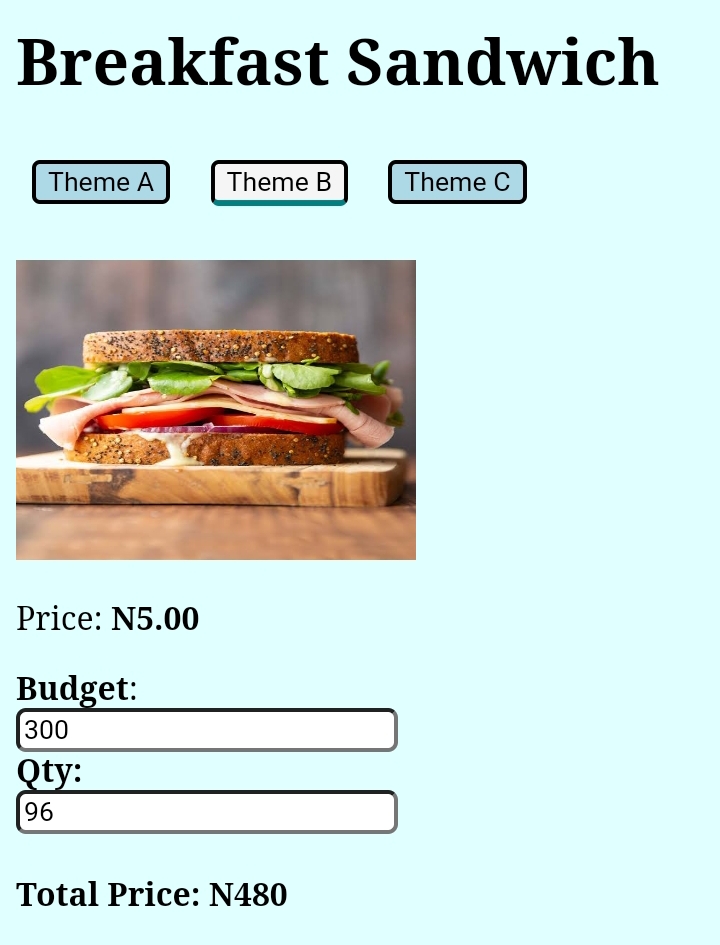 Breakfast Sandwich
Theme A Theme B Theme C
Price: N5.00
Budget:
300
Qty:
96
Total Price: N480